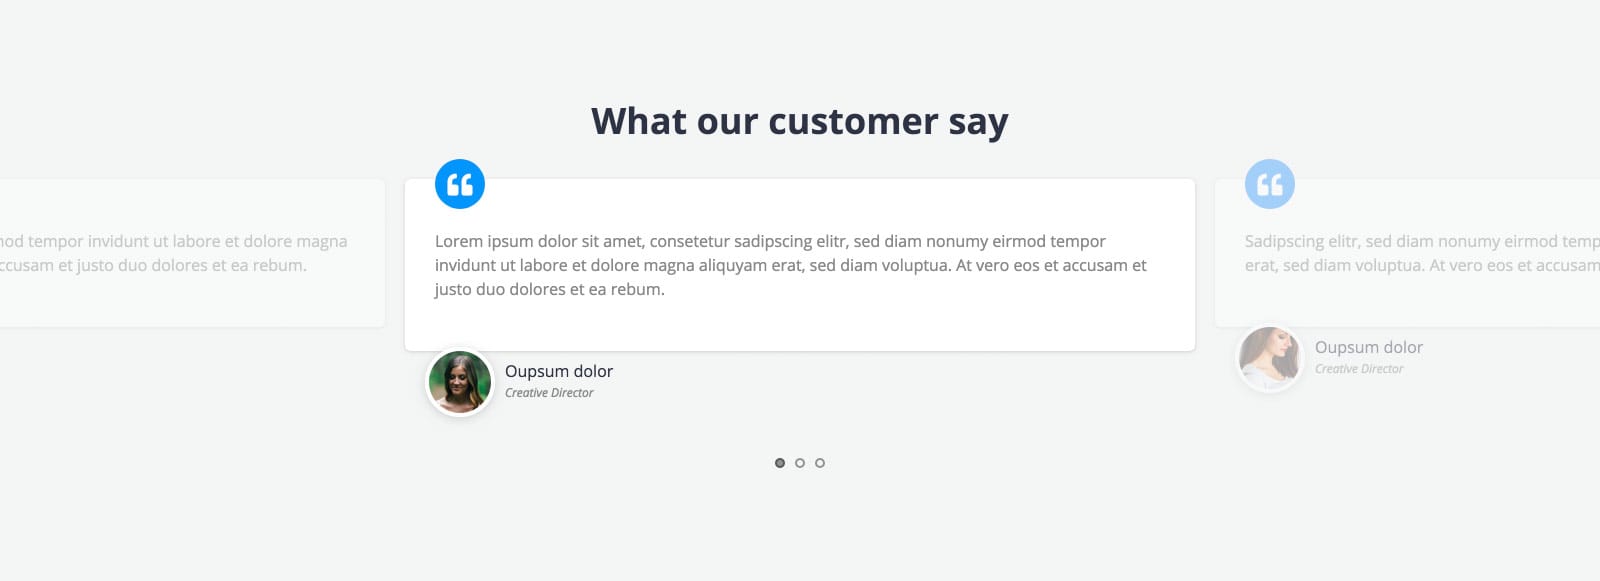 What our customer say
tempor invidunt ut labore et dolore magna
et justo duo dolores et ea rebum.
Lorem ipsum dolor sit amet, consetetur sadipscing elitr, sed diam nonumy eirmod tempor
invidunt ut labore et dolore magna aliquyam erat, sed diam voluptua. At vero eos et accusam et
justo duo dolores et ea rebum.
Oupsum dolor
Creative Director
Sadipscing elitr, sed diam nonumy eirmod
erat, sed diam voluptua. At vero eos et accusam
Oupsum dolor
Creative Director